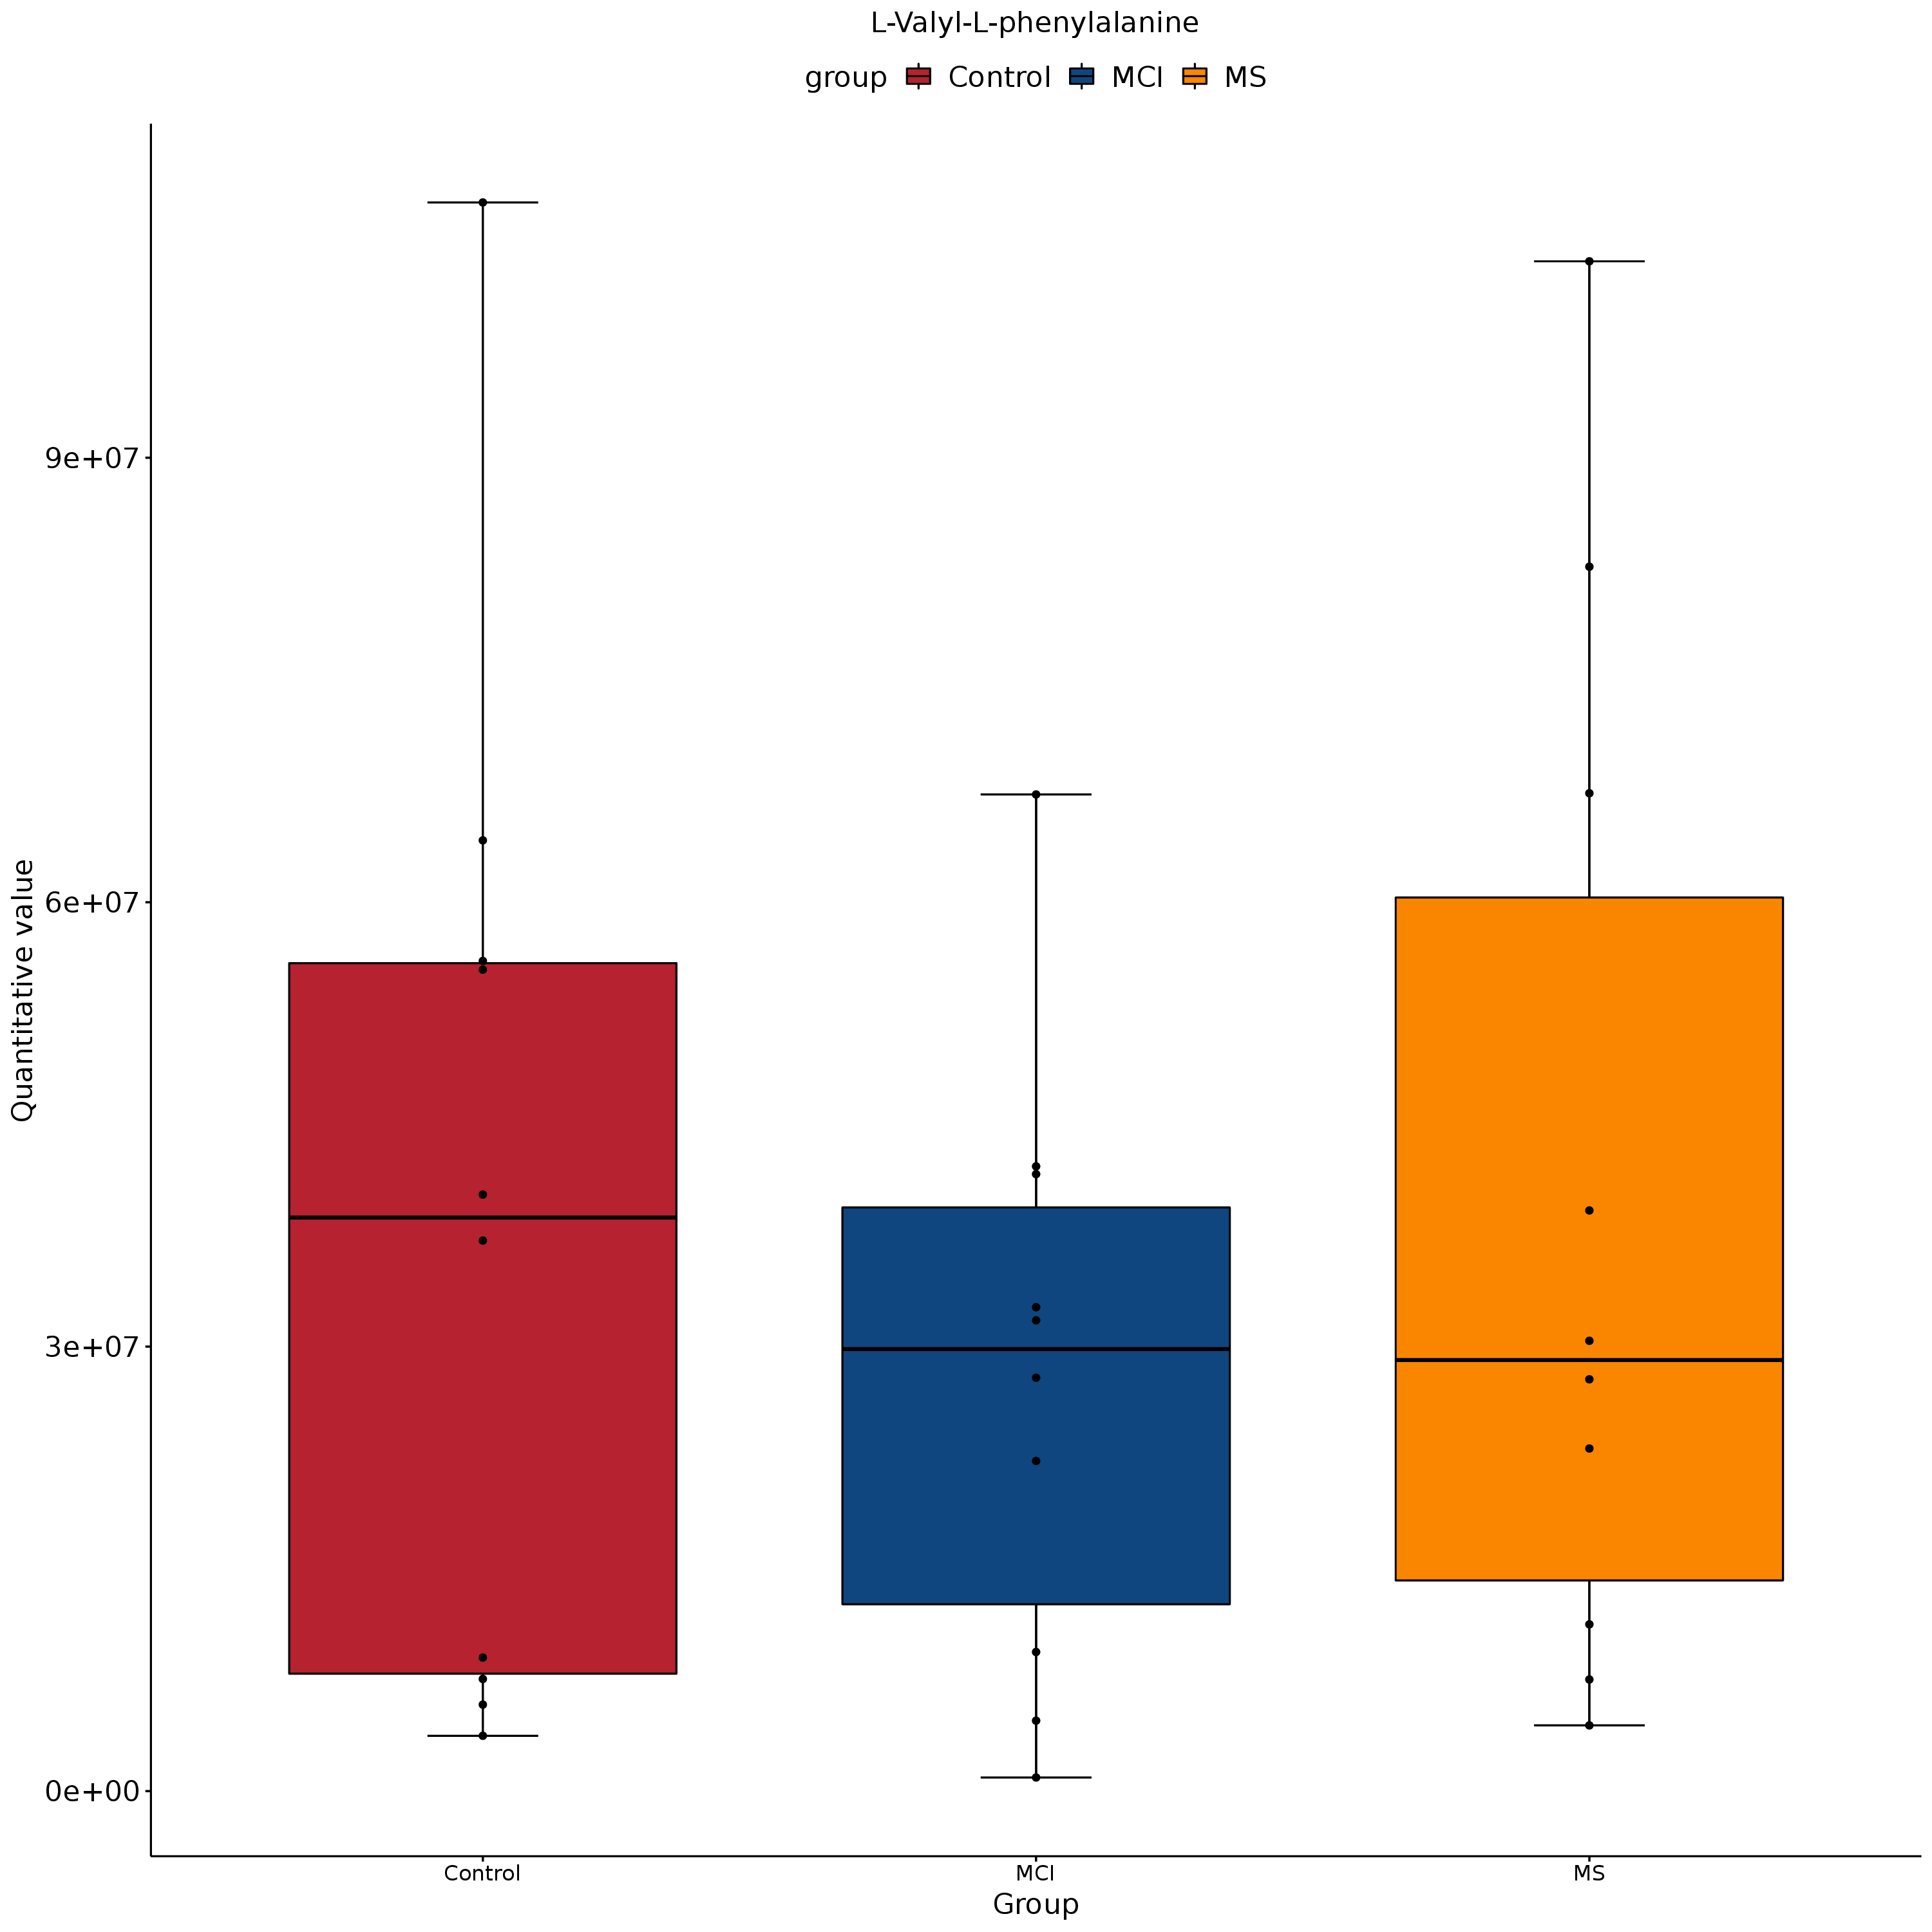 L-Valyl-L-phenylalanine
group Control MCI MS
Quantitative value
9e+07
6e+07
3e+07
0e+00
Control MCI MS
Group